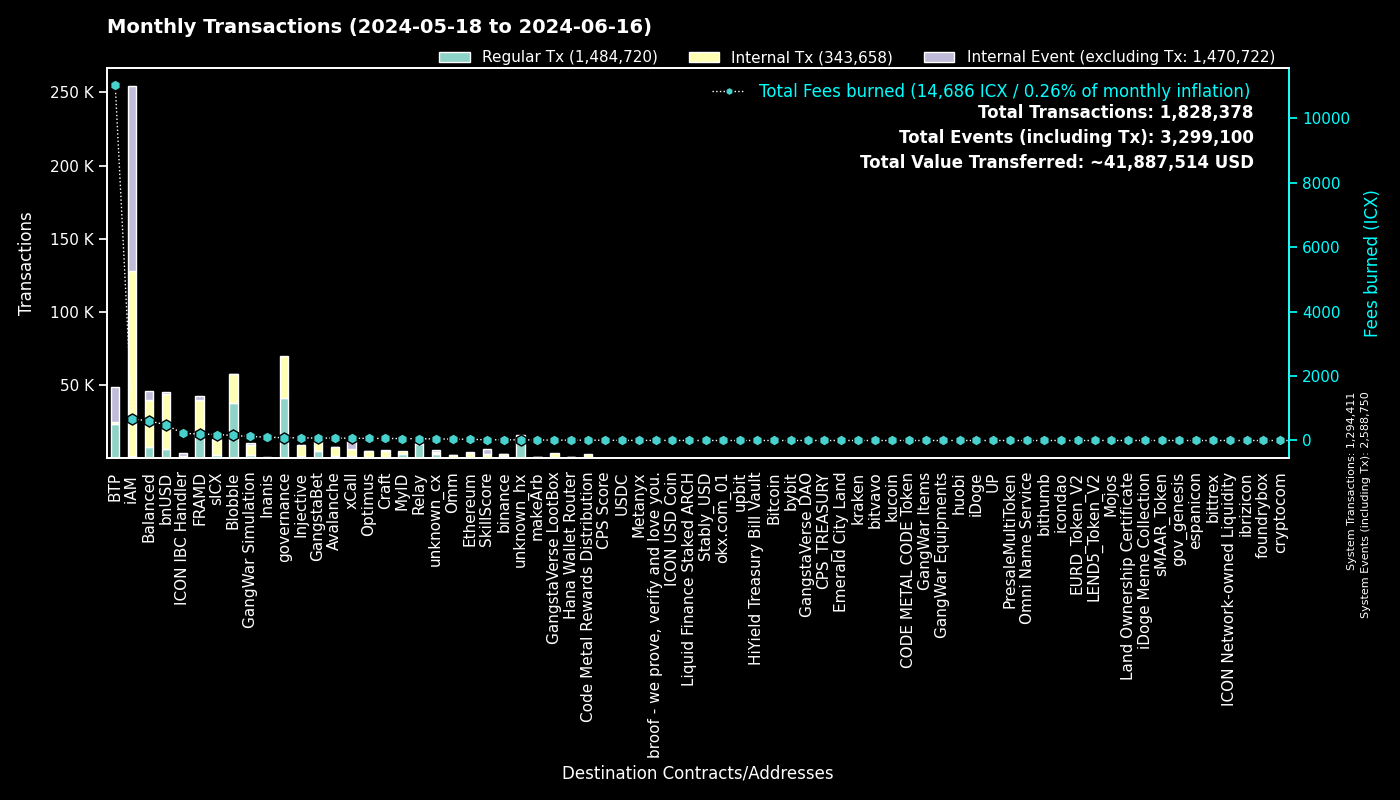 Monthly Transactions (2024-05-18 to 2024-06-16)
Regular Tx (1,484,720)
Internal Tx (343,658)
Internal Event (excluding Tx: 1,470,722)
Total Fees burned (14,686 ICX / 0.26% of monthly inflation)
Total Transactions: 1,828,378
Total Events (including Tx): 3,299,100
Total Value Transferred: ~41,887,514 USD
Transactions
250 K
200 K
150 K
100 K
50 K
10000
8000
6000
4000
2000
0
Fees burned (ICX)
System Transactions: 1,294,411
System Events (including Tx): 2,588,750
BTP
iAM
Balanced
bnUSD
ICON IBC Handler
FRAMD
sICX
Blobble
GangWar Simulation
Inanis
governance
Injective
GangstaBet
Avalanche
xCall
Optimus
Craft
MyID
Relay
unknown_cx
Omm
Ethereum
SkillScore
binance
unknown_hx
makeArb
GangstaVerse LootBox
Hana Wallet Router
Code Metal Rewards Distribution
CPS Score
USDC
Metanyx
broof - we prove, verify and love you.
ICON USD Coin
Liquid Finance Staked ARCH
Stably_USD
okx.com_01
upbit
HiYield Treasury Bill Vault
Bitcoin
bybit
GangstaVerse DAO
CPS_TREASURY
Emerald City Land
kraken
bitvavo
kucoin
CODE METAL CODE Token
GangWar Items
GangWar Equipments
huobi
iDoge
UP
PresaleMultiToken
Omni Name Service
bithumb
icondao
EURD_Token_V2
LEND5_Token_V2
Mojos
Land Ownership Certificate
iDoge Meme Collection
sMAAR_Token
gov_genesis
espanicon
bittrex
ICON Network-owned Liquidity
ibrizicon
foundrybox
cryptocom
Destination Contracts/Addresses